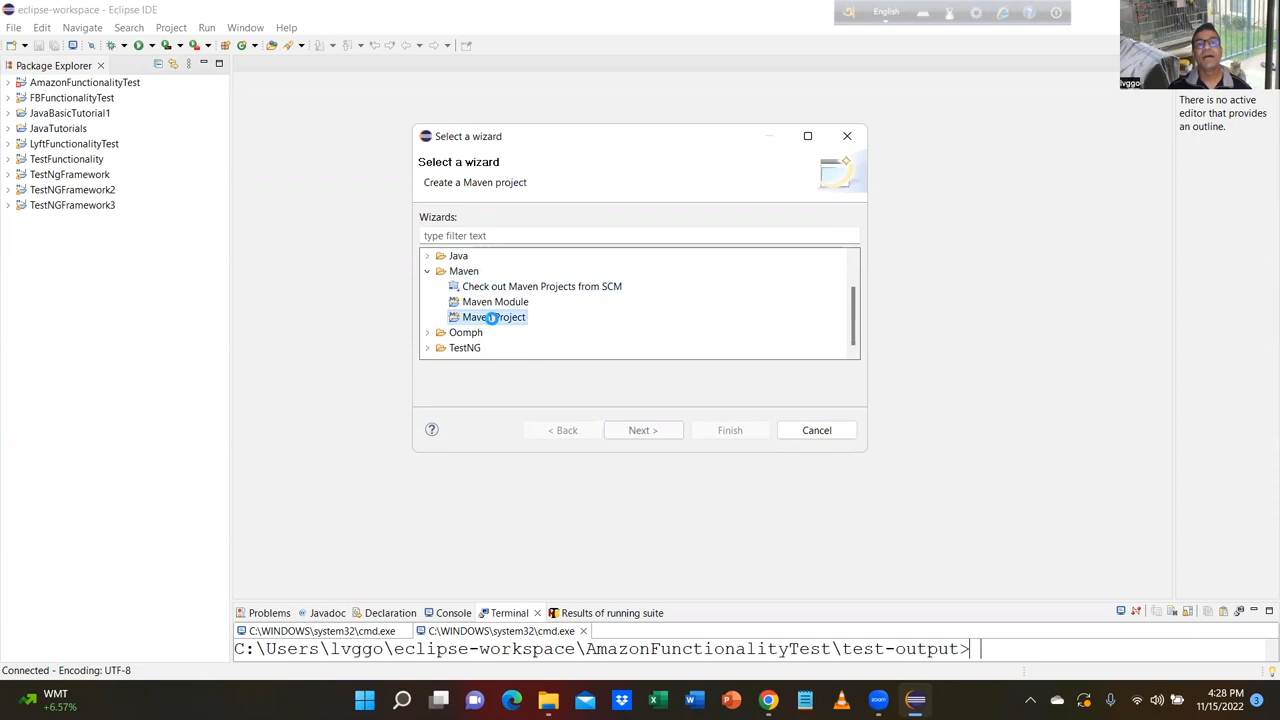 eclipse-workspace - Eclipse IDE
English
File Edit Navigate Search Project Run Window Help
Package Explorer
AmazonFunctionalityTest
FBFunctionalityTest
JavaBasicTutorial1
JavaTutorials
LyftFunctionalityTest
TestFunctionality
TestNgFramework
TestNGFramework2
TestNGFramework3
lvggo
There is no active
editor that provides
an outline.
Select a wizard
Select a wizard
Create a Maven project
Wizards:
type filter text
Java
Maven
Check out Maven Projects from SCM
Maven Module
Maven Project
Oomph
TestNG
< Back Next > Finish Cancel
Problems Javadoc Declaration Console Terminal Results of running suite
C:\WINDOWS\system32\cmd.exe C:\WINDOWS\system32\cmd.exe
C:\Users\lvggo\eclipse-workspace\AmazonFunctionalityTest\test-output>
Connected - Encoding: UTF-8
WMT
+6.57%
4:28 PM
11/15/2022
3